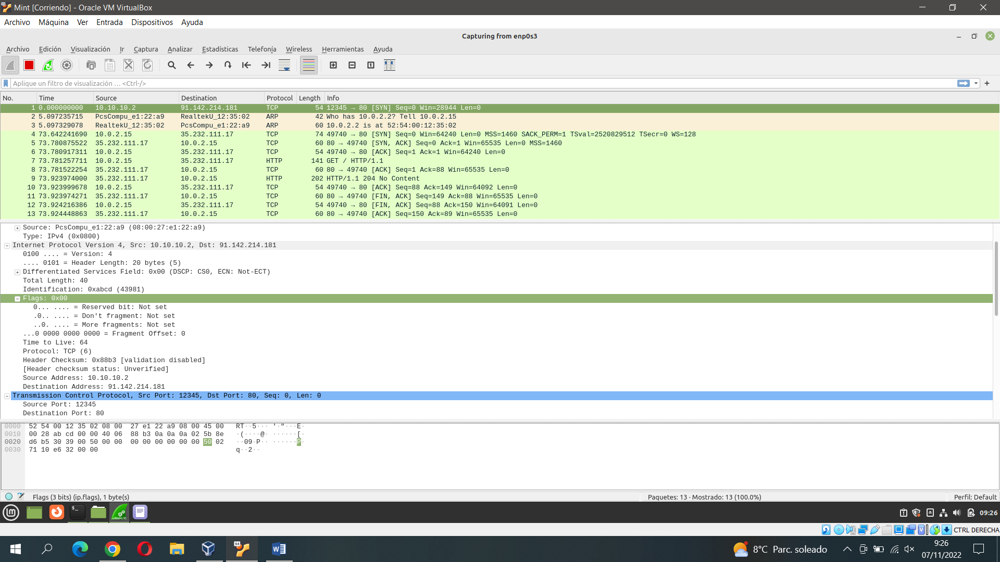 Mint [Corriendo] - Oracle VM VirtualBox
Archivo Máquina Ver Entrada Dispositivos Ayuda
Capturing from enp0s3
Archivo Edición Visualización Ir Captura Analizar Estadísticas Telefonía Wireless Herramientas Ayuda
Aplique un filtro de visualización … <Ctrl-/>
No. Time Source Destination Protocol Length Info
1 0.000000000 10.10.10.2 91.142.214.181 TCP 54 12345 → 80 [SYN] Seq=0 Win=28944 Len=0
2 5.097235715 PcsCompu_e1:22:a9 RealtekU_12:35:02 ARP 42 Who has 10.0.2.2? Tell 10.0.2.15
3 5.097329078 RealtekU_12:35:02 PcsCompu_e1:22:a9 ARP 60 10.0.2.2 is at 52:54:00:12:35:02
4 73.642241690 10.0.2.15 35.232.111.17 TCP 74 49740 → 80 [SYN] Seq=0 Win=64240 Len=0 MSS=1460 SACK_PERM=1 TSval=2520829512 TSecr=0 WS=128
5 73.780875522 35.232.111.17 10.0.2.15 TCP 60 80 → 49740 [SYN, ACK] Seq=0 Ack=1 Win=65535 Len=0 MSS=1460
6 73.780917311 10.0.2.15 35.232.111.17 TCP 54 49740 → 80 [ACK] Seq=1 Ack=1 Win=64240 Len=0
7 73.781257711 10.0.2.15 35.232.111.17 HTTP 141 GET / HTTP/1.1
8 73.781522254 35.232.111.17 10.0.2.15 TCP 60 80 → 49740 [ACK] Seq=1 Ack=88 Win=65535 Len=0
9 73.923974000 35.232.111.17 10.0.2.15 HTTP 202 HTTP/1.1 204 No Content
10 73.923999678 10.0.2.15 35.232.111.17 TCP 54 49740 → 80 [ACK] Seq=88 Ack=149 Win=64092 Len=0
11 73.923974271 35.232.111.17 10.0.2.15 TCP 60 80 → 49740 [FIN, ACK] Seq=149 Ack=88 Win=65535 Len=0
12 73.924216386 10.0.2.15 35.232.111.17 TCP 54 49740 → 80 [FIN, ACK] Seq=88 Ack=150 Win=64091 Len=0
13 73.924448863 35.232.111.17 10.0.2.15 TCP 60 80 → 49740 [ACK] Seq=150 Ack=89 Win=65535 Len=0
Source: PcsCompu_e1:22:a9 (08:00:27:e1:22:a9)
Type: IPv4 (0x0800)
Internet Protocol Version 4, Src: 10.10.10.2, Dst: 91.142.214.181
0100 .... = Version: 4
.... 0101 = Header Length: 20 bytes (5)
Differentiated Services Field: 0x00 (DSCP: CS0, ECN: Not-ECT)
Total Length: 40
Identification: 0xabcd (43981)
Flags: 0x00
0... .... = Reserved bit: Not set
.0.. .... = Don't fragment: Not set
..0. .... = More fragments: Not set
...0 0000 0000 0000 = Fragment Offset: 0
Time to Live: 64
Protocol: TCP (6)
Header Checksum: 0x88b3 [validation disabled]
[Header checksum status: Unverified]
Source Address: 10.10.10.2
Destination Address: 91.142.214.181
Transmission Control Protocol, Src Port: 12345, Dst Port: 80, Seq: 0, Len: 0
Source Port: 12345
Destination Port: 80
0000 52 54 00 12 35 02 08 00 27 e1 22 a9 08 00 45 00 RT··5··· '·"···E·
0010 00 28 ab cd 00 00 40 06 88 b3 0a 0a 0a 02 5b 8e ·(····@· ······[·
0020 d6 b5 30 39 00 50 00 00 00 00 00 00 00 00 50 02 ··09·P·· ······P·
0030 71 10 e6 32 00 00 q··2··
Flags (3 bits) (ip.flags), 1 byte(s) Paquetes: 13 · Mostrado: 13 (100.0%) Perfil: Default
09:26
CTRL DERECHA
8°C Parc. soleado
9:26
07/11/2022